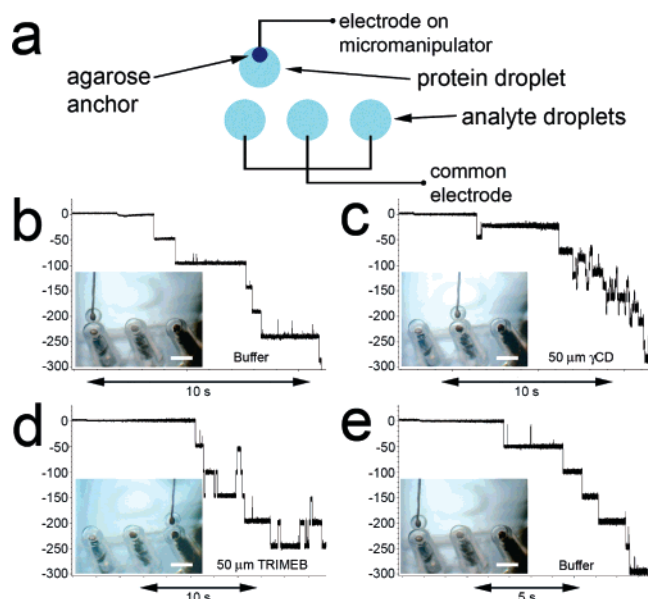 a
electrode on
micromanipulator
agarose
anchor
protein droplet
analyte droplets
common
electrode
b
0
-50
-100
-150
-200
-250
-300
Buffer
10 s
c
0
-50
-100
-150
-200
-250
-300
50 μm γCD
10 s
d
0
-50
-100
-150
-200
-250
-300
50 μm TRIMEB
10 s
e
0
-50
-100
-150
-200
-250
-300
Buffer
5 s